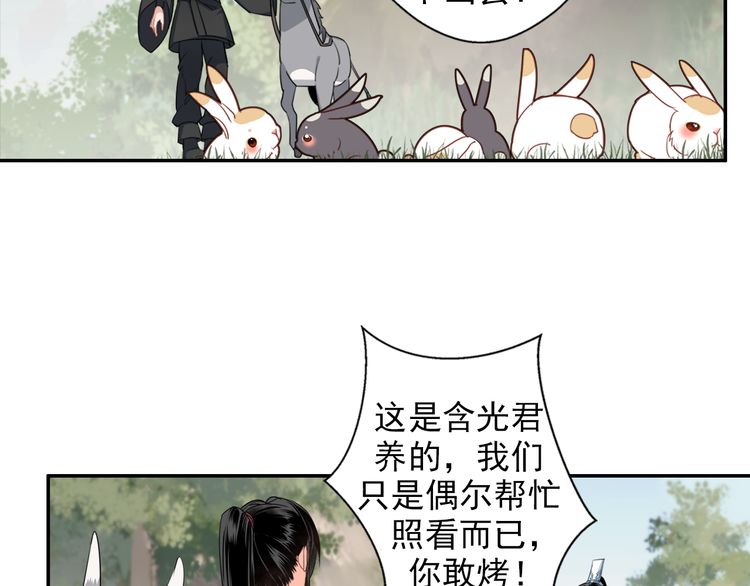 这是含光君
养的，我们
只是偶尔帮忙
照看而已，
你敢烤！